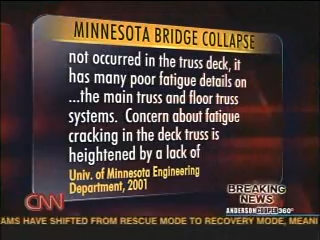 MINNESOTA BRIDGE COLLAPSE
not occurred in the truss deck, it
has many poor fatigue details on
...the main truss and floor truss
systems. Concern about fatigue
cracking in the deck truss is
heightened by a lack of
Univ. of Minnesota Engineering
Department, 2001
CNN
BREAKING
NEWS
ANDERSON COOPER 360°
AMS HAVE SHIFTED FROM RESCUE MODE TO RECOVERY MODE, MEANI